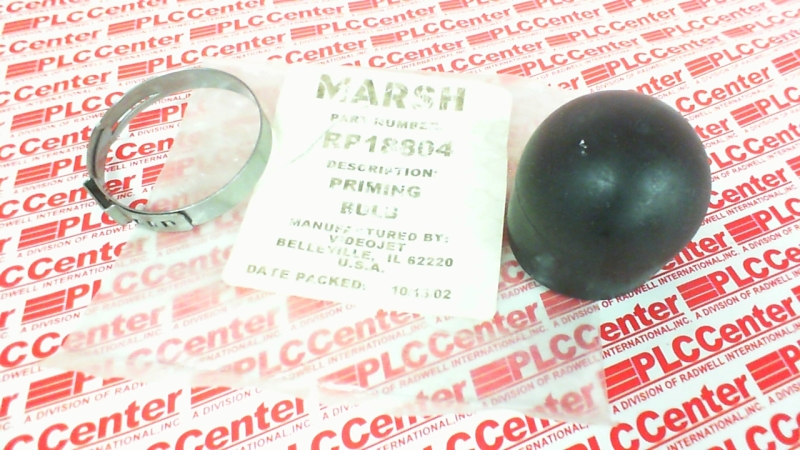 MARSH
PART NUMBER
RP18804
DESCRIPTION
PRIMING
BULB
MANUFACTURED BY:
VIDEOJET
BELLEVILLE, IL 62220
U.S.A.
DATE PACKED: 10/15/02
PLCCenter
A DIVISION OF RADWELL INTERNATIONAL, INC.